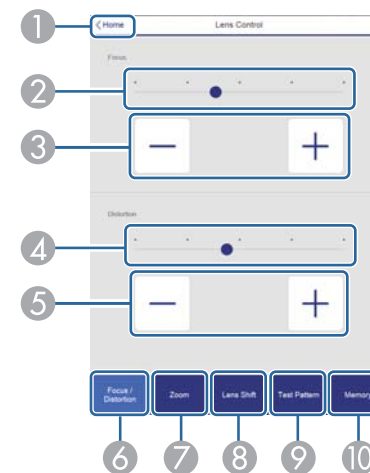 1
< Home
Lens Control
Focus
2
3
− +
Distortion
4
5
− +
Focus /
Distortion
Zoom
Lens Shift
Test Pattern
Memory
6
7
8
9
10